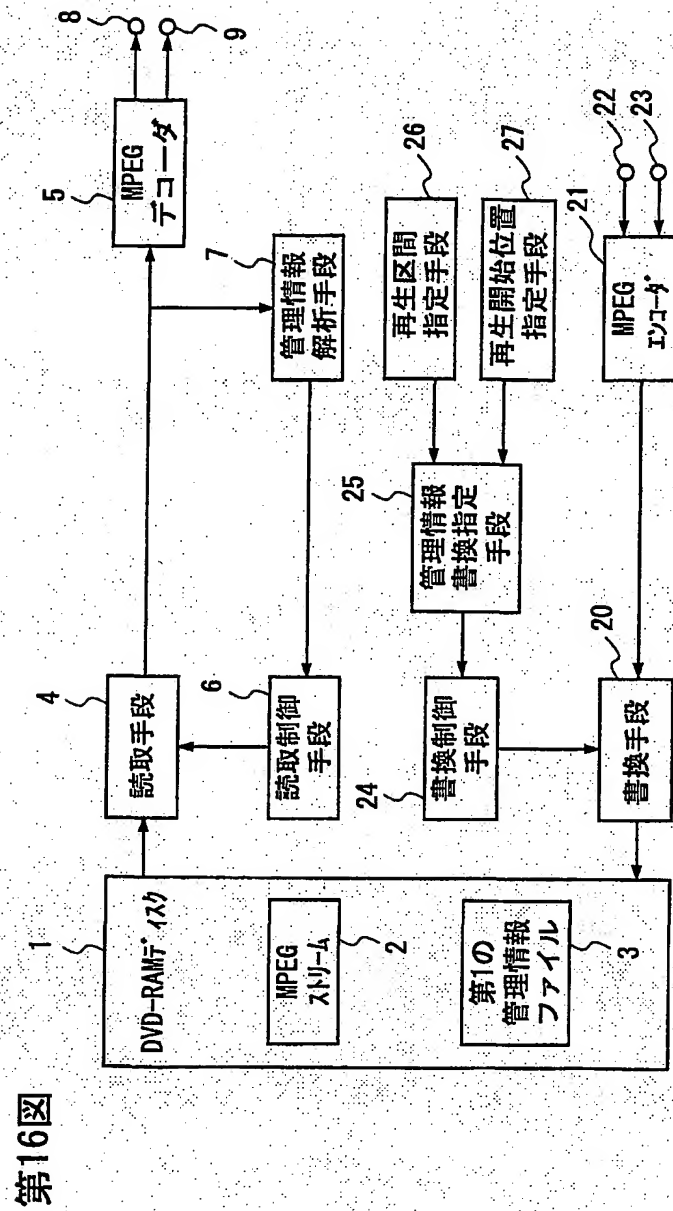 第16図
1
DVD-RAMディスク
MPEG
ストリーム
2
第1の
管理情報
ファイル
3
4
読取手段
6
読取制御
手段
24
書換制御
手段
20
書換手段
25
管理情報
書換指定
手段
5
MPEG
デコーダ
7
管理情報
解析手段
26
再生区間
指定手段
27
再生開始位置
指定手段
21
MPEG
エンコーダ
8
9
22
23